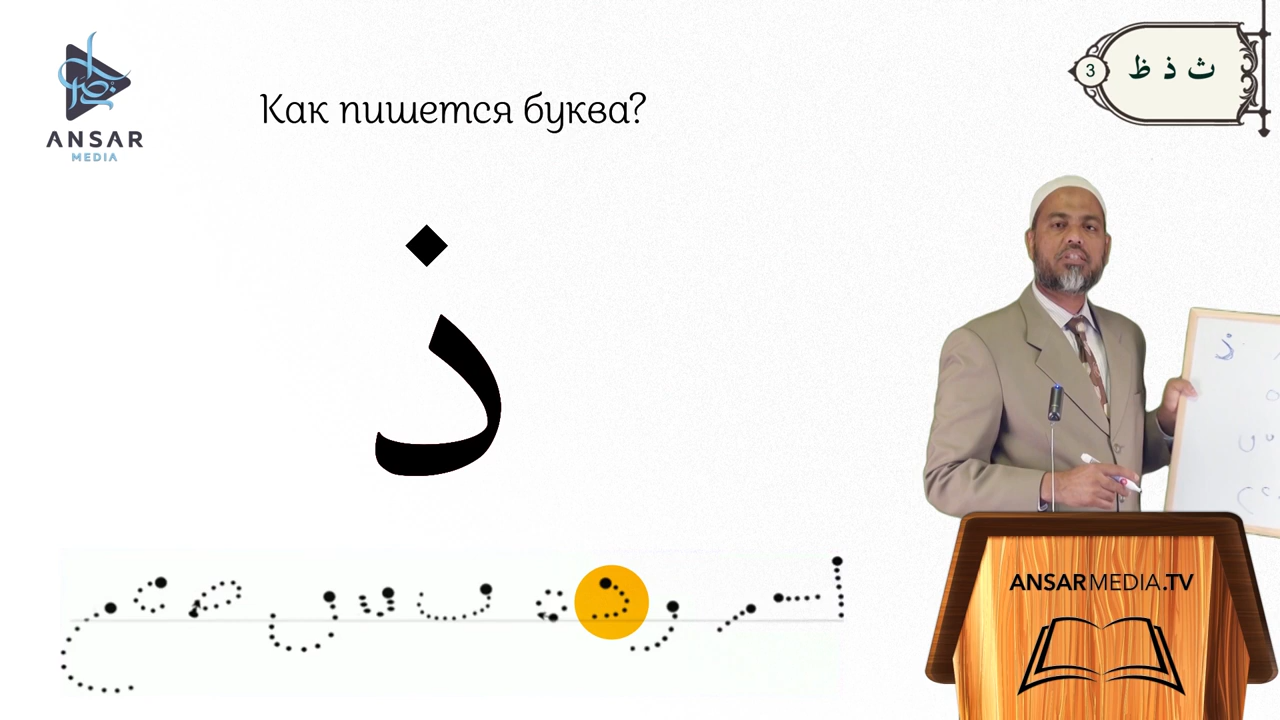 ANSAR
MEDIA
Как пишется буква?
3
ث ذ ظ
ذ
ذ
ANSARMEDIA.TV